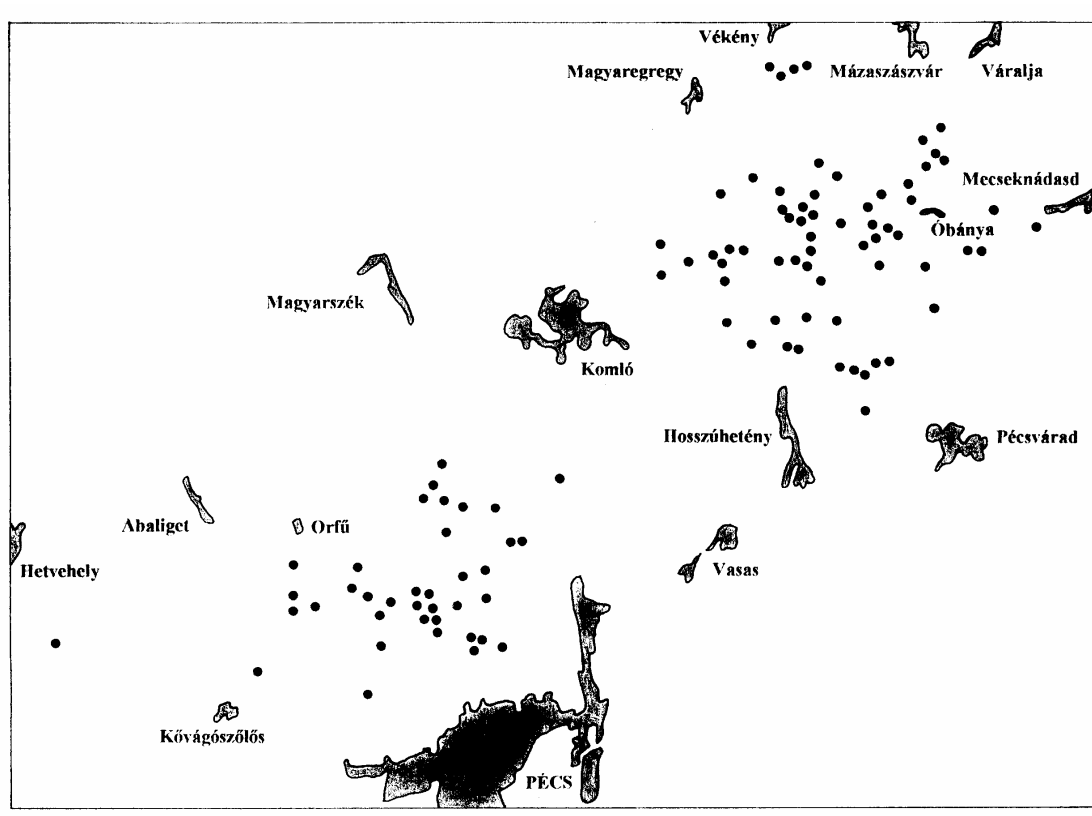 Vékény
Magyaregregy
Mázaszászvár
Váralja
Mecseknádasd
Óbánya
Magyarszék
Komló
Hosszúhetény
Pécsvárad
Abaliget
Orfű
Hetvehely
Vasas
Kővágószőlős
PÉCS